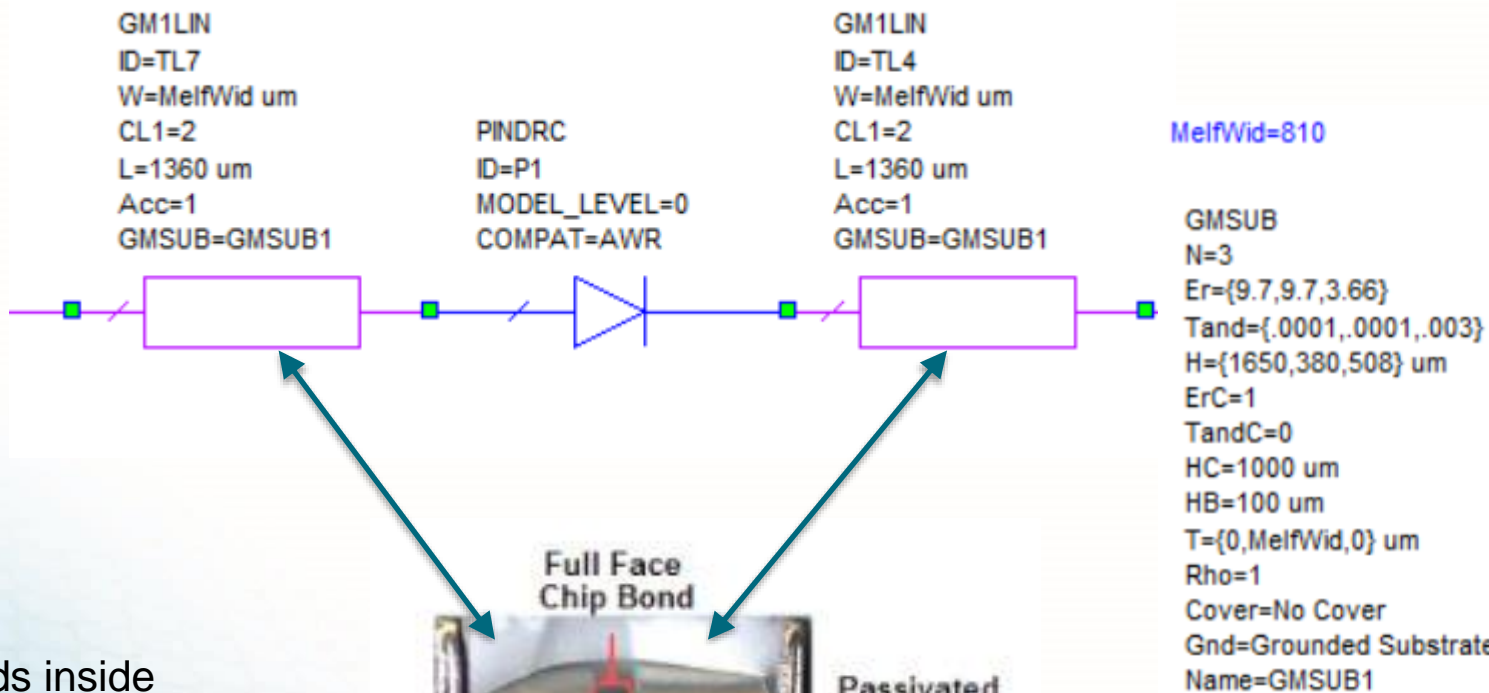 GM1LIN
ID=TL7
W=MelfWid um
CL1=2
L=1360 um
Acc=1
GMSUB=GMSUB1
PINDRC
ID=P1
MODEL_LEVEL=0
COMPAT=AWR
GM1LIN
ID=TL4
W=MelfWid um
CL1=2
L=1360 um
Acc=1
GMSUB=GMSUB1
MelfWid=810
GMSUB
N=3
Er={9.7,9.7,3.66}
Tand={.0001,.0001,.003}
H={1650,380,508} um
ErC=1
TandC=0
HC=1000 um
HB=100 um
T={0,MelfWid,0} um
Rho=1
Cover=No Cover
Gnd=Grounded Substrate
Name=GMSUB1
Full Face
Chip Bond
ds inside
Passivated